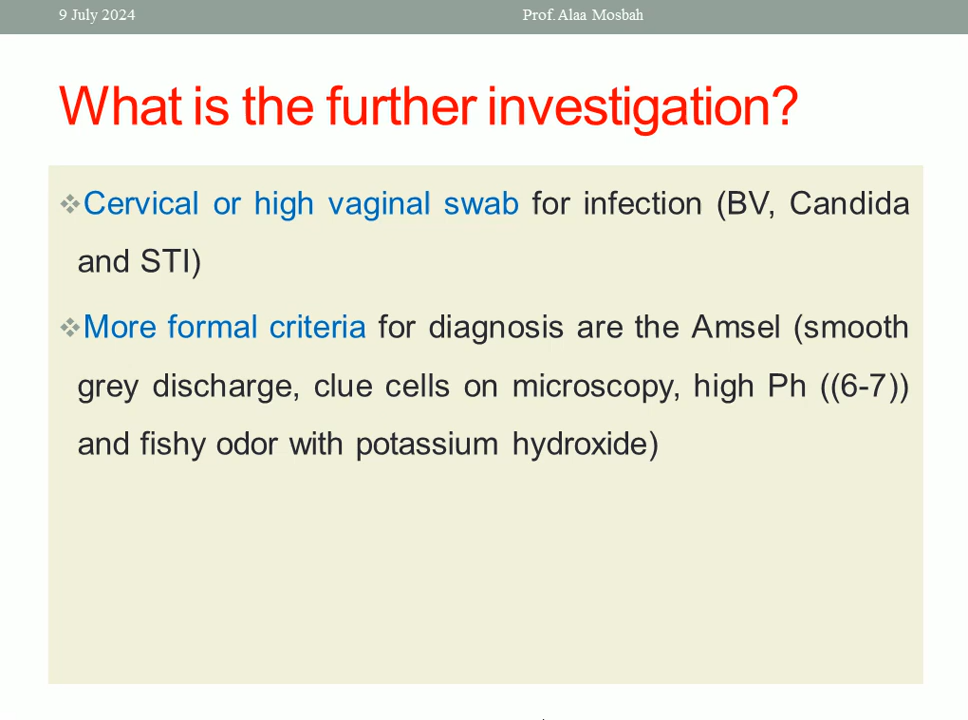 9 July 2024 Prof. Alaa Mosbah
What is the further investigation?
❖Cervical or high vaginal swab for infection (BV, Candida
and STI)
❖More formal criteria for diagnosis are the Amsel (smooth
grey discharge, clue cells on microscopy, high Ph ((6-7))
and fishy odor with potassium hydroxide)